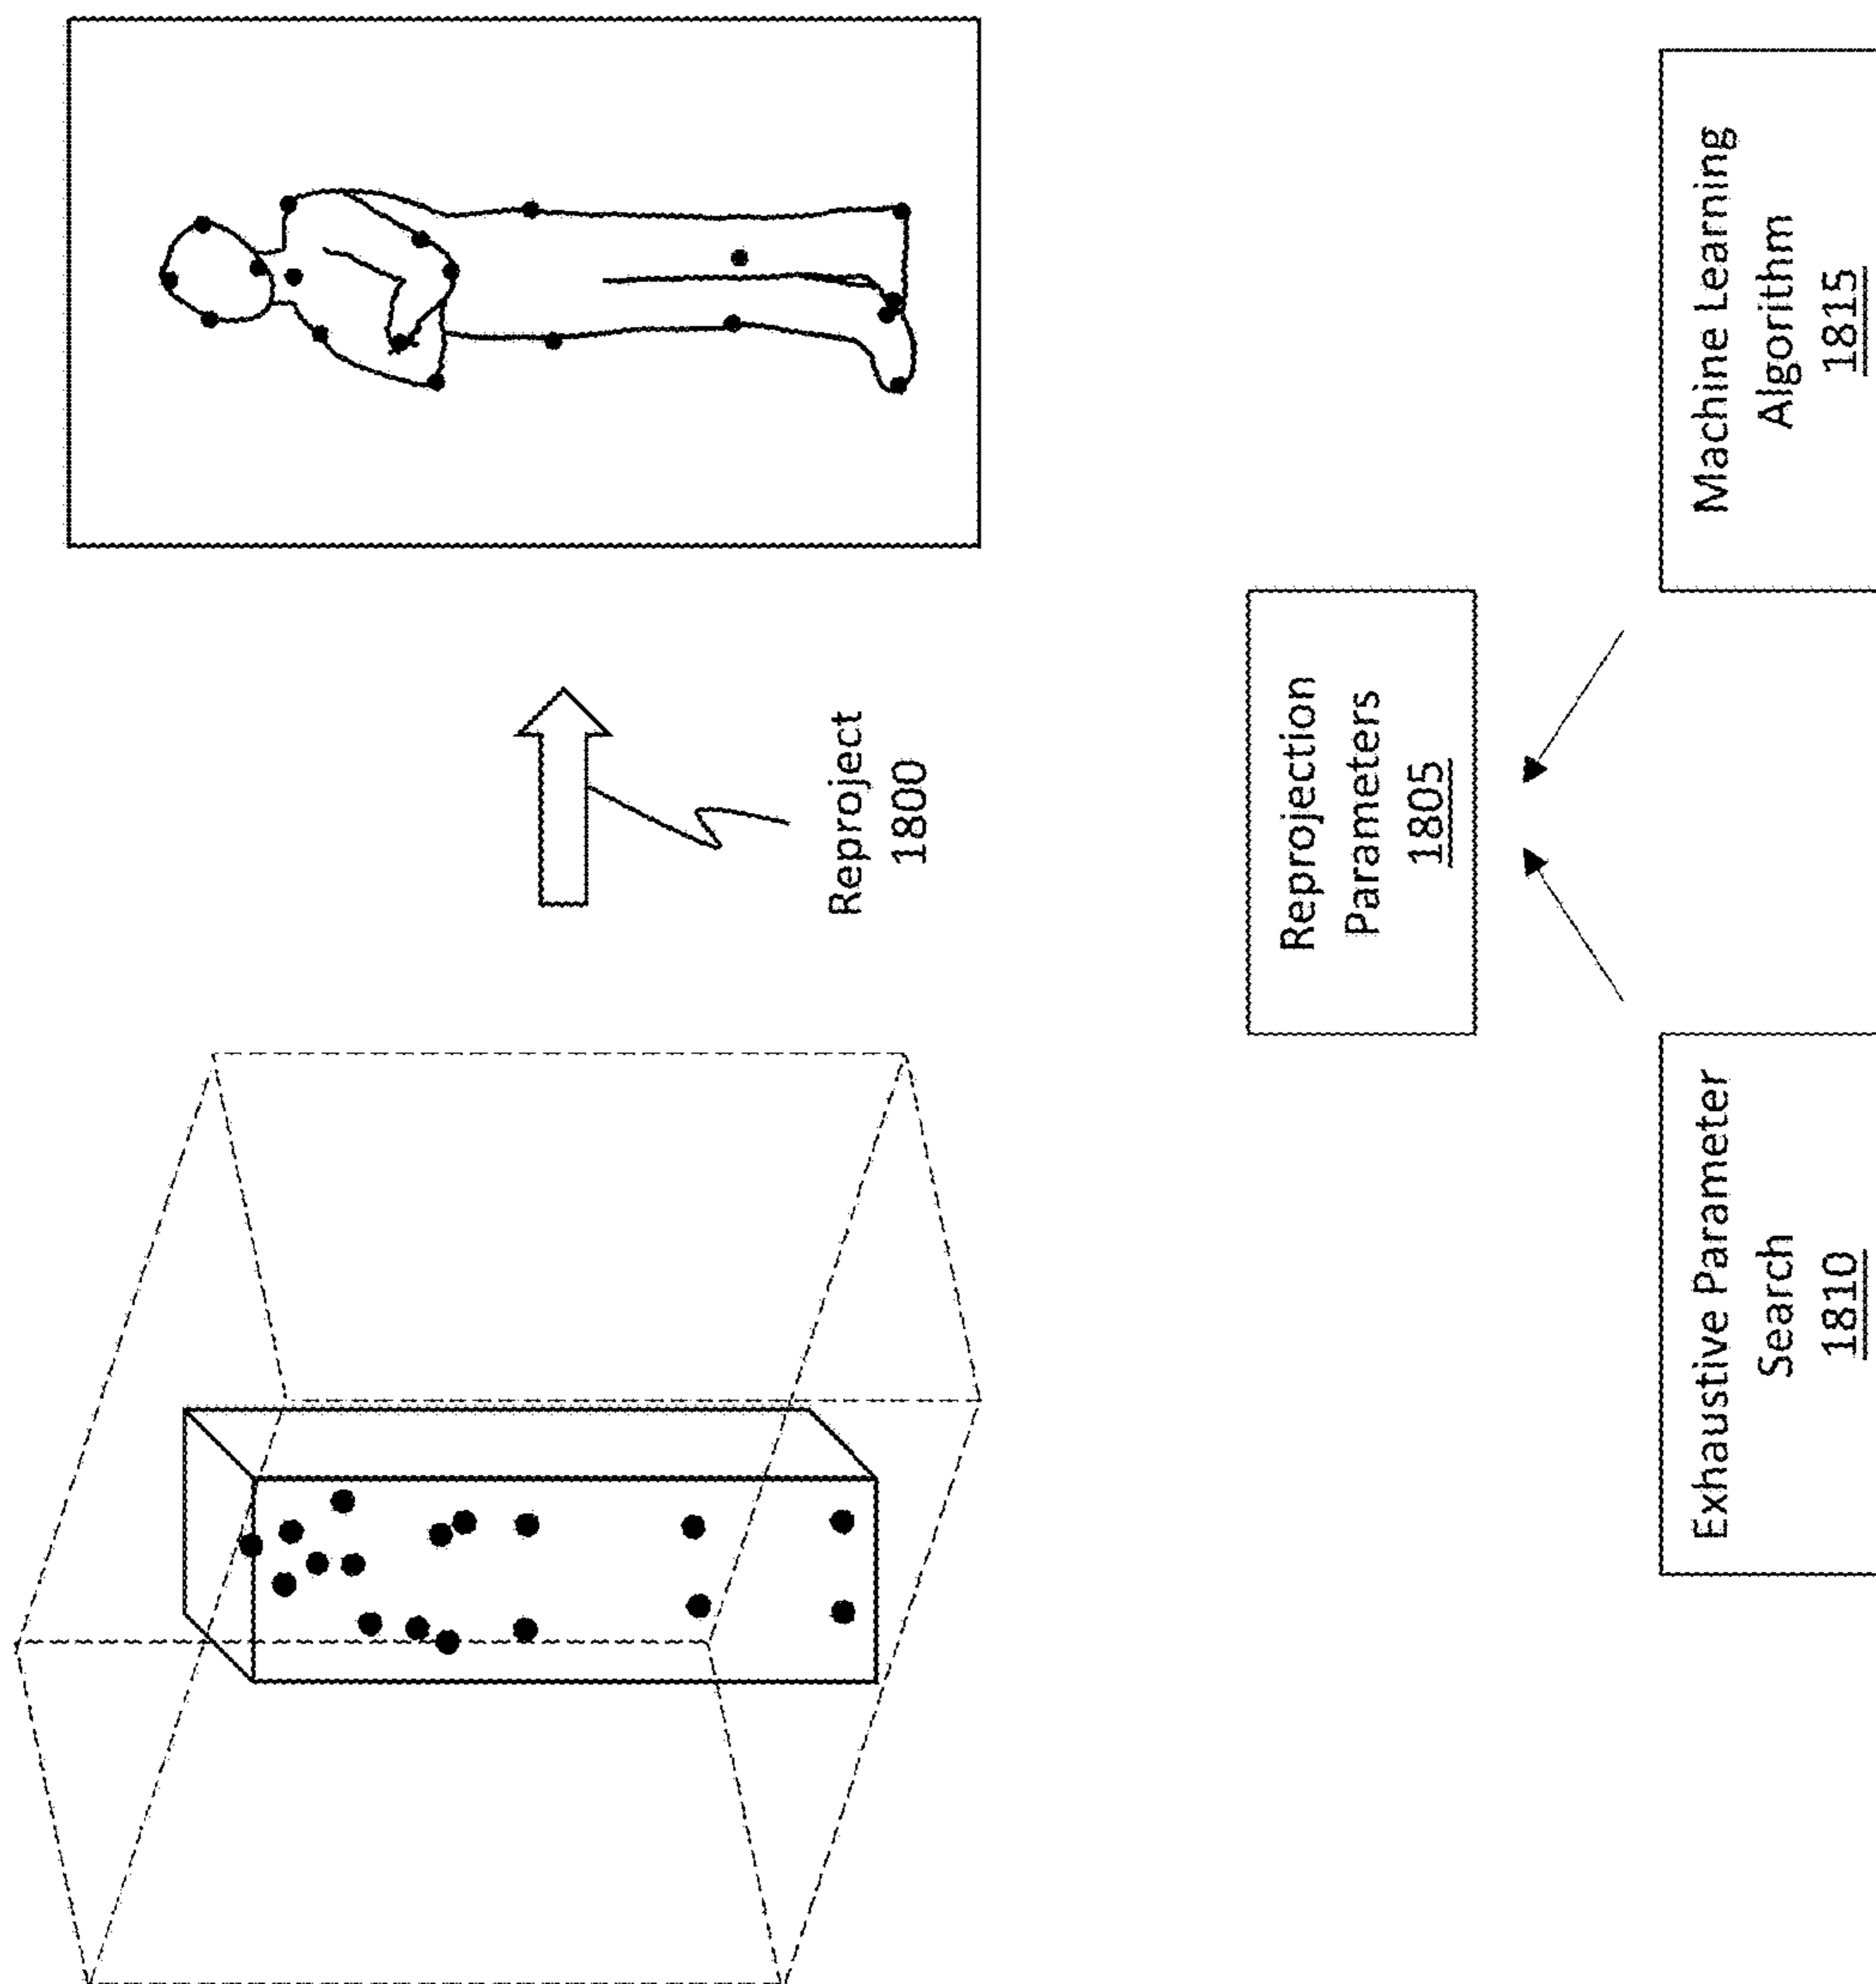 Reproject
1800
Reprojection
Parameters
1805
Exhaustive Parameter
Search
1810
Machine Learning
Algorithm
1815